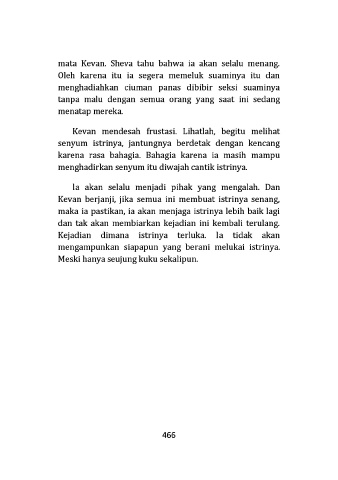 mata Kevan. Sheva tahu bahwa ia akan selalu menang.
Oleh karena itu ia segera memeluk suaminya itu dan
menghadiahkan ciuman panas dibibir seksi suaminya
tanpa malu dengan semua orang yang saat ini sedang
menatap mereka.
Kevan mendesah frustasi. Lihatlah, begitu melihat
senyum istrinya, jantungnya berdetak dengan kencang
karena rasa bahagia. Bahagia karena ia masih mampu
menghadirkan senyum itu diwajah cantik istrinya.
Ia akan selalu menjadi pihak yang mengalah. Dan
Kevan berjanji, jika semua ini membuat istrinya senang,
maka ia pastikan, ia akan menjaga istrinya lebih baik lagi
dan tak akan membiarkan kejadian ini kembali terulang.
Kejadian dimana istrinya terluka. Ia tidak akan
mengampunkan siapapun yang berani melukai istrinya.
Meski hanya seujung kuku sekalipun.
466